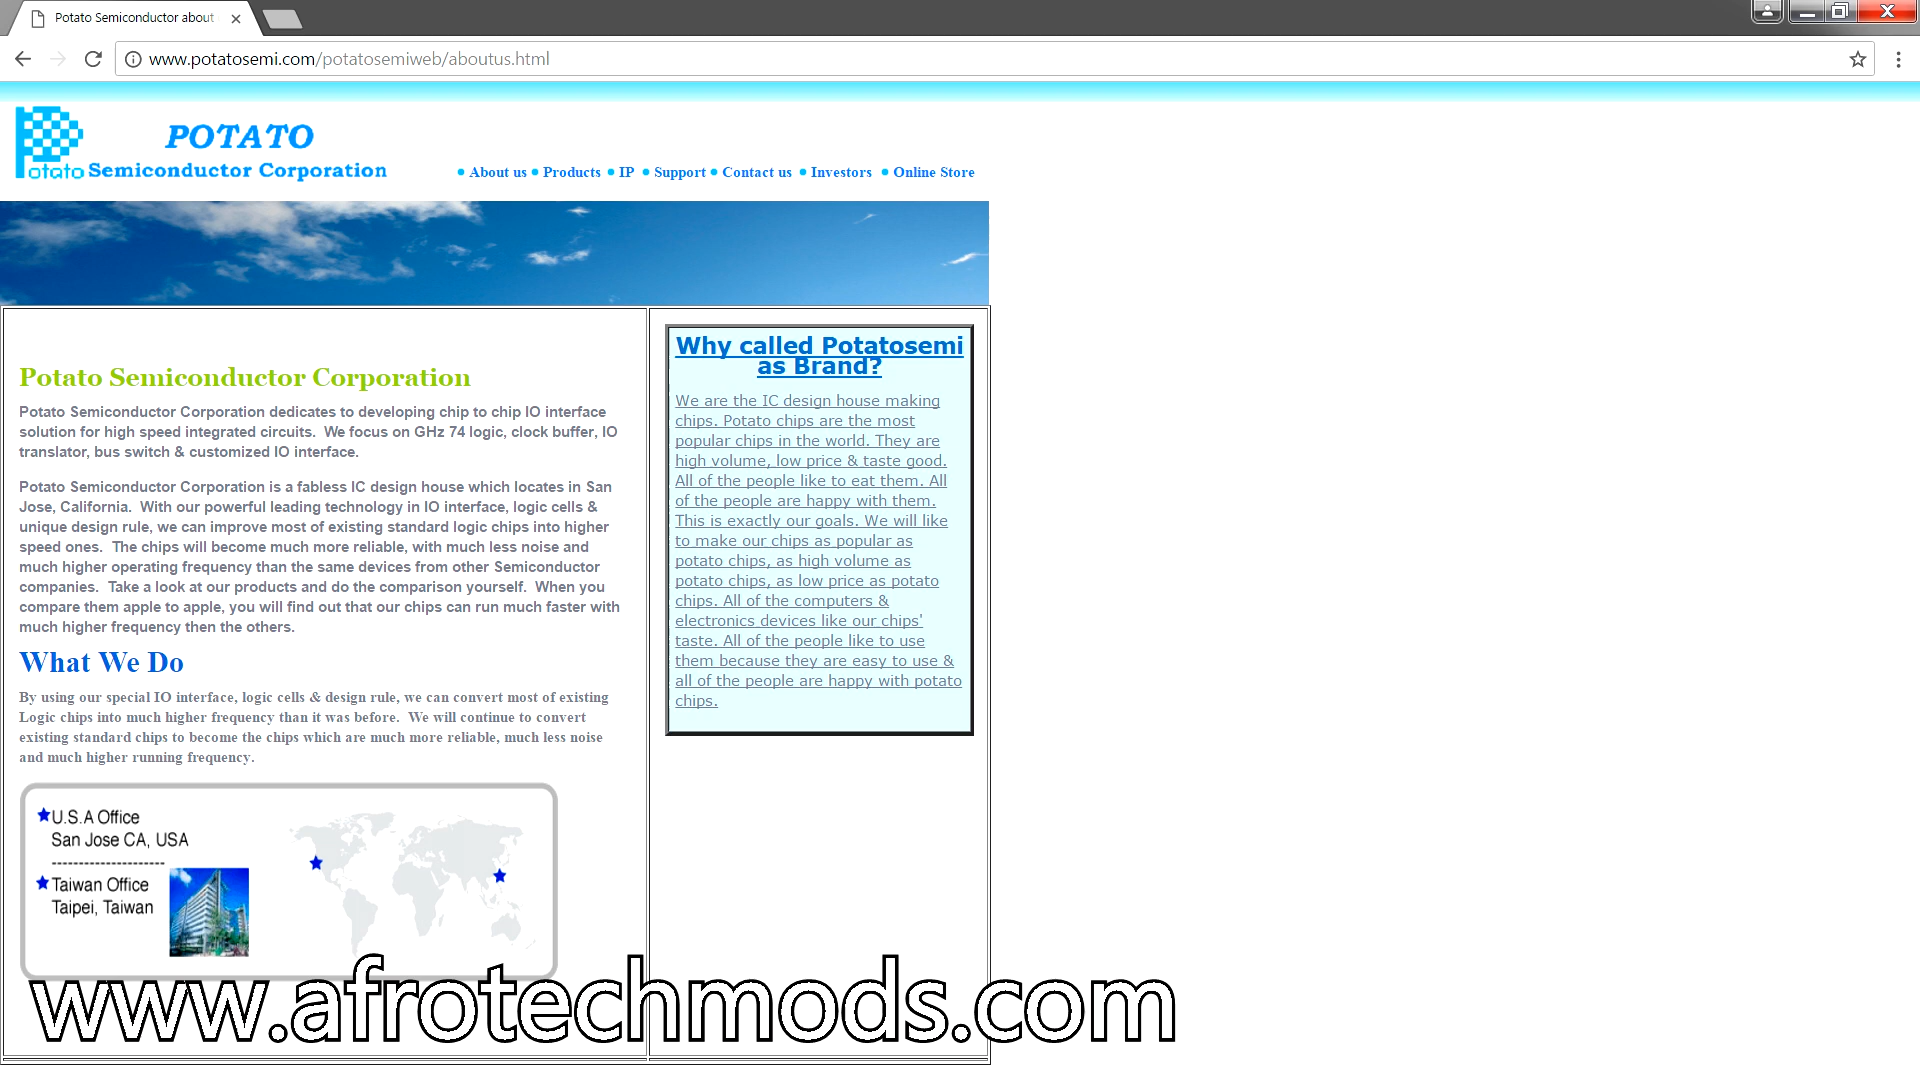 Potato Semiconductor about
www.potatosemi.com/potatosemiweb/aboutus.html
POTATO
Potato Semiconductor Corporation
• About us • Products • IP • Support • Contact us • Investors • Online Store
Potato Semiconductor Corporation
Potato Semiconductor Corporation dedicates to developing chip to chip IO interface
solution for high speed integrated circuits.  We focus on GHz 74 logic, clock buffer, IO
translator, bus switch & customized IO interface.
Potato Semiconductor Corporation is a fabless IC design house which locates in San
Jose, California.  With our powerful leading technology in IO interface, logic cells &
unique design rule, we can improve most of existing standard logic chips into higher
speed ones.  The chips will become much more reliable, with much less noise and
much higher operating frequency than the same devices from other Semiconductor
companies.  Take a look at our products and do the comparison yourself.  When you
compare them apple to apple, you will find out that our chips can run much faster with
much higher frequency then the others.
What We Do
By using our special IO interface, logic cells & design rule, we can convert most of existing
Logic chips into much higher frequency than it was before.  We will continue to convert
existing standard chips to become the chips which are much more reliable, much less noise
and much higher running frequency.
U.S.A Office
San Jose CA, USA
---------------------
Taiwan Office
Taipei, Taiwan
Why called Potatosemi
as Brand?
We are the IC design house making
chips. Potato chips are the most
popular chips in the world. They are
high volume, low price & taste good.
All of the people like to eat them. All
of the people are happy with them.
This is exactly our goals. We will like
to make our chips as popular as
potato chips, as high volume as
potato chips, as low price as potato
chips. All of the computers &
electronics devices like our chips'
taste. All of the people like to use
them because they are easy to use &
all of the people are happy with potato
chips.
www.afrotechmods.com